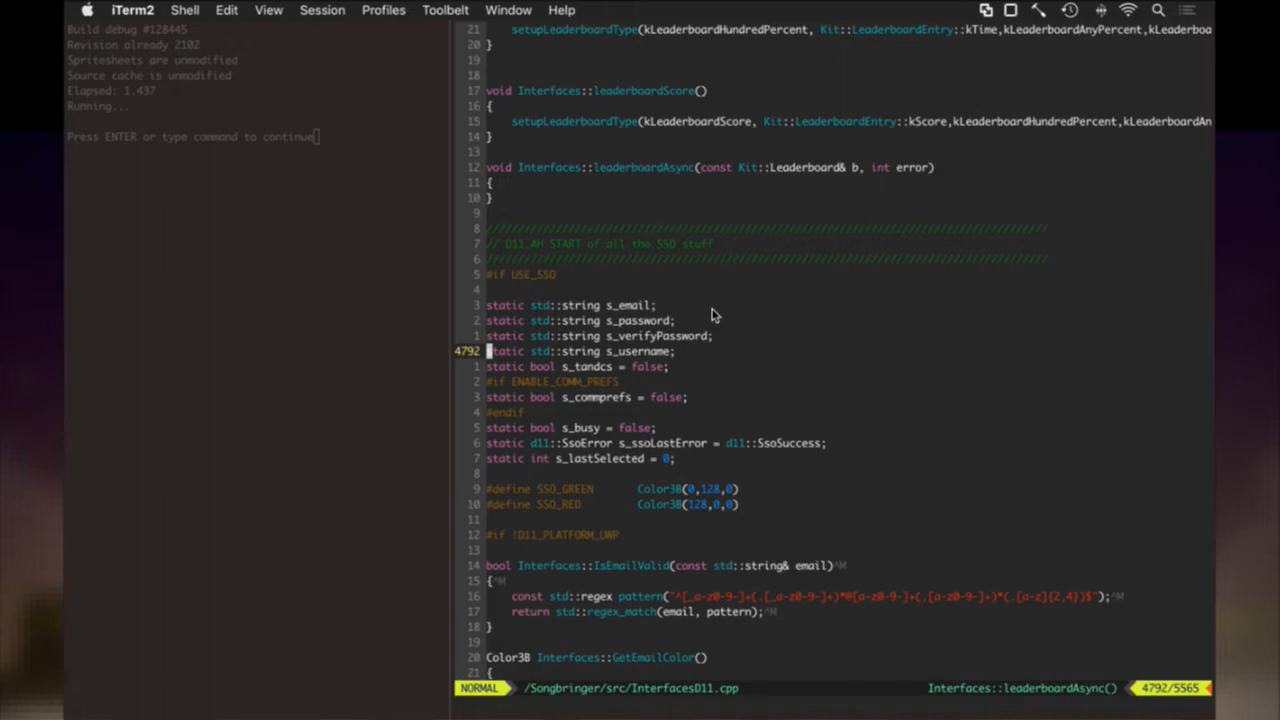 iTerm2 Shell Edit View Session Profiles Toolbelt Window Help
Build debug #128445
Revision already 2102
Spritesheets are unmodified
Source cache is unmodified
Elapsed: 1.437
Running...
Press ENTER or type command to continue
21 setupLeaderboardType(kLeaderboardHundredPercent, Kit::LeaderboardEntry::kTime,kLeaderboardAnyPercent,kLeaderboa
20 }
19
18
17 void Interfaces::leaderboardScore()
16 {
15 setupLeaderboardType(kLeaderboardScore, Kit::LeaderboardEntry::kScore,kLeaderboardHundredPercent,kLeaderboardAn
14 }
13
12 void Interfaces::leaderboardAsync(const Kit::Leaderboard& b, int error)
11 {
10 }
9
8 /////////////////////////////////////////////////////////////////////////////////////////
7 // D11.AH START of all the SSO stuff
6 /////////////////////////////////////////////////////////////////////////////////////////
5 #if USE_SSO
4
3 static std::string s_email;
2 static std::string s_password;
1 static std::string s_verifyPassword;
4792 static std::string s_username;
1 static bool s_tandcs = false;
2 #if ENABLE_COMM_PREFS
3 static bool s_commprefs = false;
4 #endif
5 static bool s_busy = false;
6 static d11::SsoError s_ssoLastError = d11::SsoSuccess;
7 static int s_lastSelected = 0;
8
9 #define SSO_GREEN Color3B(0,128,0)
10 #define SSO_RED Color3B(128,0,0)
11
12 #if !D11_PLATFORM_UWP
13
14 bool Interfaces::IsEmailValid(const std::string& email)^M
15 {^M
16 const std::regex pattern("^[_a-z0-9-]+(.[_a-z0-9-]+)*@[a-z0-9-]+(.[a-z0-9-]+)*(.[a-z]{2,4})$");^M
17 return std::regex_match(email, pattern);^M
18 }
19
20 Color3B Interfaces::GetEmailColor()
21 {
NORMAL /Songbringer/src/InterfacesD11.cpp Interfaces::leaderboardAsync() 4792/5565